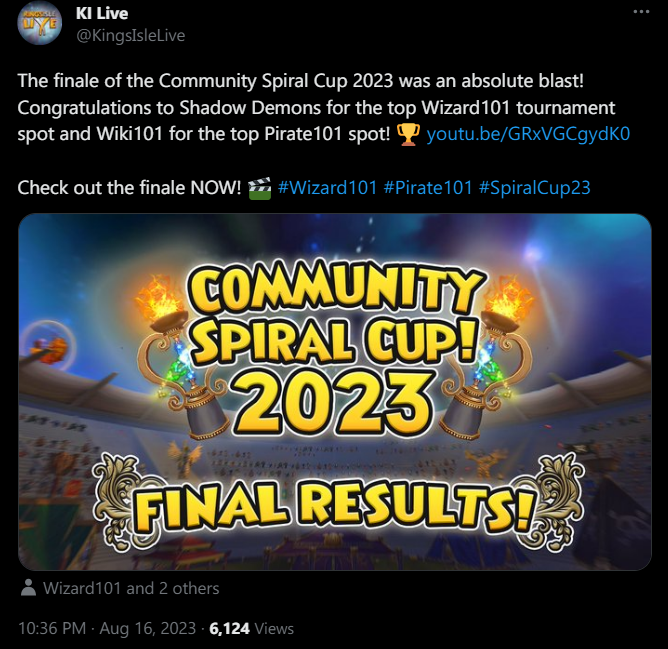 KINGSISLE
LIVE
KI Live
@KingsIsleLive
The finale of the Community Spiral Cup 2023 was an absolute blast!
Congratulations to Shadow Demons for the top Wizard101 tournament
spot and Wiki101 for the top Pirate101 spot! 🏆 youtu.be/GRxVGCgydK0
Check out the finale NOW! 🎬 #Wizard101 #Pirate101 #SpiralCup23
COMMUNITY
SPIRAL CUP!
2023
FINAL RESULTS!
Wizard101 and 2 others
10:36 PM · Aug 16, 2023 · 6,124 Views